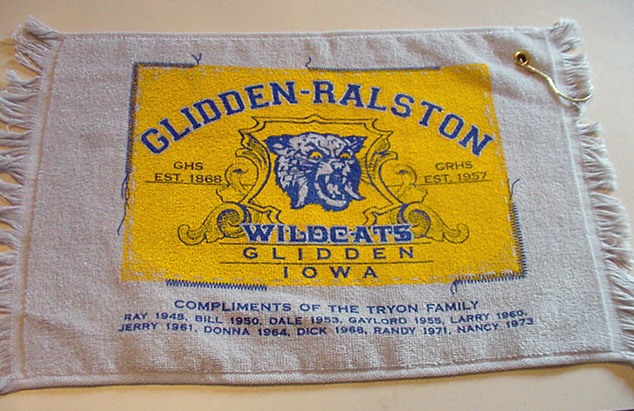 GLIDDEN-RALSTON
GHS
EST. 1868
GRHS
EST. 1957
WILDCATS
GLIDDEN
IOWA
COMPLIMENTS OF THE TRYON FAMILY
RAY 1948, BILL 1950, DALE 1953, GAYLORD 1955, LARRY 1960,
JERRY 1961, DONNA 1964, DICK 1968, RANDY 1971, NANCY 1973